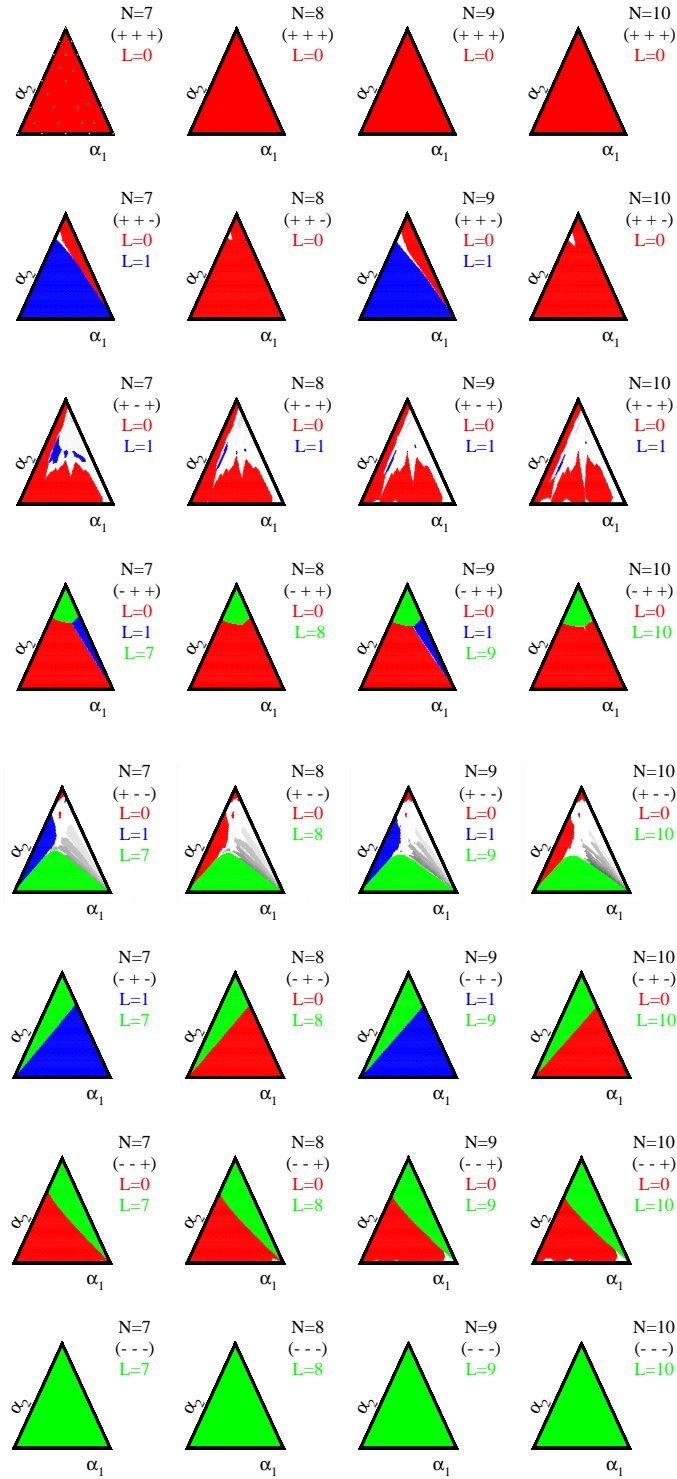 N=7 N=8 N=9 N=10
(+ + +) (+ + +) (+ + +) (+ + +)
L=0 L=0 L=0 L=0
α2 α2 α2 α2
α1 α1 α1 α1
N=7 N=8 N=9 N=10
(+ + -) (+ + -) (+ + -) (+ + -)
L=0 L=0 L=0 L=0
L=1 L=1
α2 α2 α2 α2
α1 α1 α1 α1
N=7 N=8 N=9 N=10
(+ - +) (+ - +) (+ - +) (+ - +)
L=0 L=0 L=0 L=0
L=1 L=1 L=1 L=1
α2 α2 α2 α2
α1 α1 α1 α1
N=7 N=8 N=9 N=10
(- + +) (- + +) (- + +) (- + +)
L=0 L=0 L=0 L=0
L=1 L=8 L=1 L=10
L=7 L=9
α2 α2 α2 α2
α1 α1 α1 α1
N=7 N=8 N=9 N=10
(+ - -) (+ - -) (+ - -) (+ - -)
L=0 L=0 L=0 L=0
L=1 L=8 L=1 L=10
L=7 L=9
α2 α2 α2 α2
α1 α1 α1 α1
N=7 N=8 N=9 N=10
(- + -) (- + -) (- + -) (- + -)
L=1 L=0 L=1 L=0
L=7 L=8 L=9 L=10
α2 α2 α2 α2
α1 α1 α1 α1
N=7 N=8 N=9 N=10
(- - +) (- - +) (- - +) (- - +)
L=0 L=0 L=0 L=0
L=7 L=8 L=9 L=10
α2 α2 α2 α2
α1 α1 α1 α1
N=7 N=8 N=9 N=10
(- - -) (- - -) (- - -) (- - -)
L=7 L=8 L=9 L=10
α2 α2 α2 α2
α1 α1 α1 α1